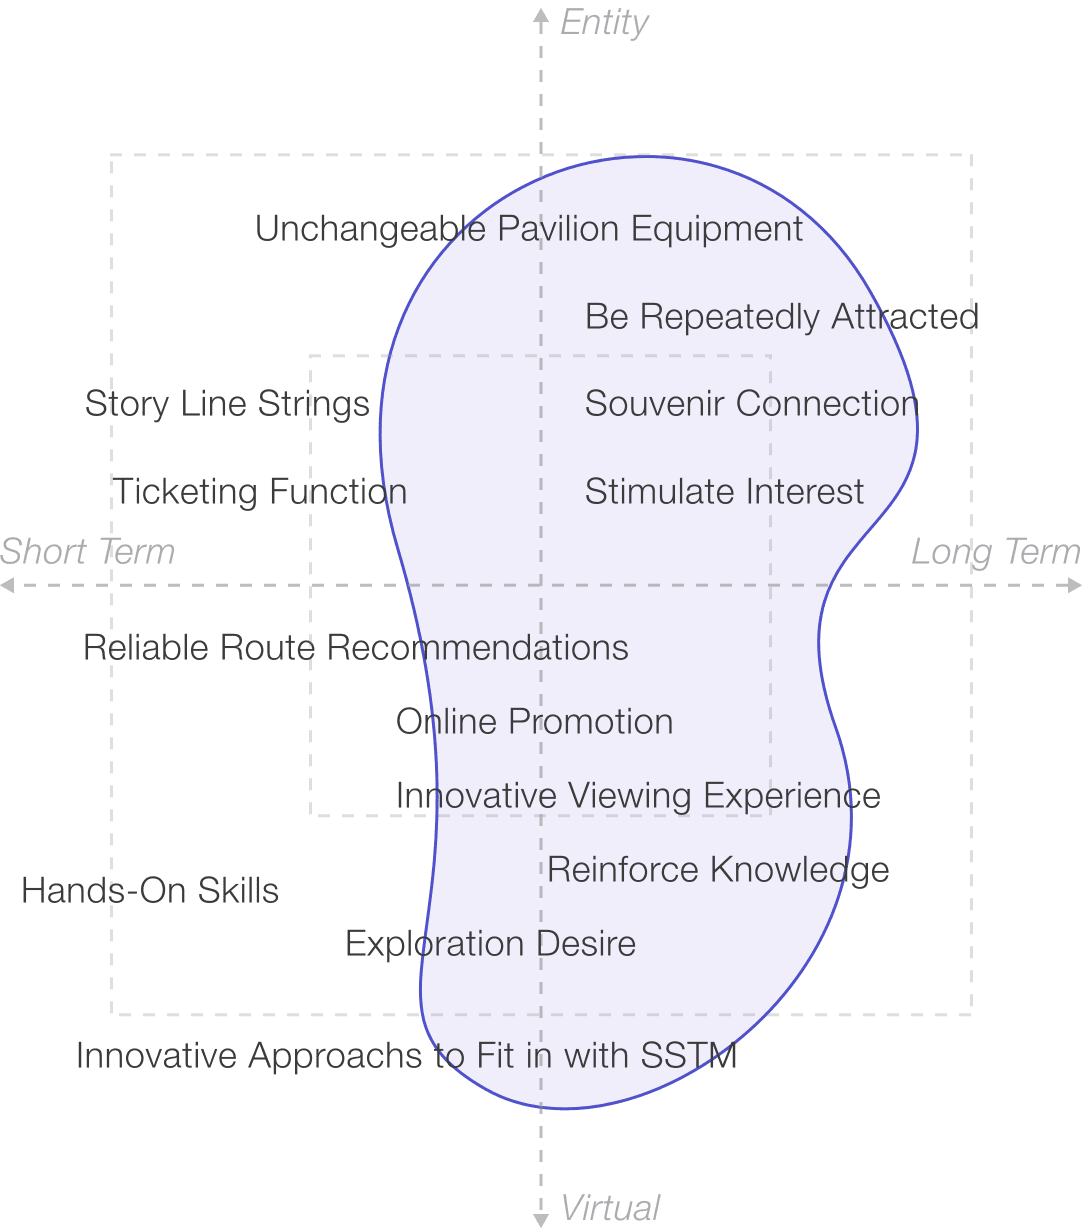 Entity
Unchangeable Pavilion Equipment
Be Repeatedly Attracted
Story Line Strings
Souvenir Connection
Ticketing Function
Stimulate Interest
Short Term
Long Term
Reliable Route Recommendations
Online Promotion
Innovative Viewing Experience
Reinforce Knowledge
Hands-On Skills
Exploration Desire
Innovative Approachs to Fit in with SSTM
Virtual